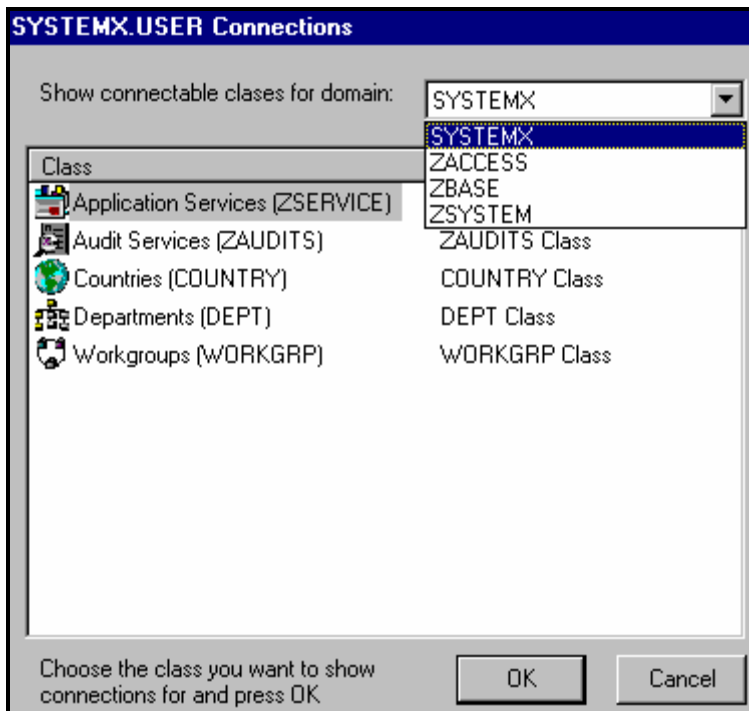 SYSTEMX.USER Connections
Show connectable clases for domain:
SYSTEMX
SYSTEMX
ZACCESS
ZBASE
ZSYSTEM
Class
Application Services (ZSERVICE)
Audit Services (ZAUDITS) ZAUDITS Class
Countries (COUNTRY) COUNTRY Class
Departments (DEPT) DEPT Class
Workgroups (WORKGRP) WORKGRP Class
Choose the class you want to show
connections for and press OK
OK Cancel